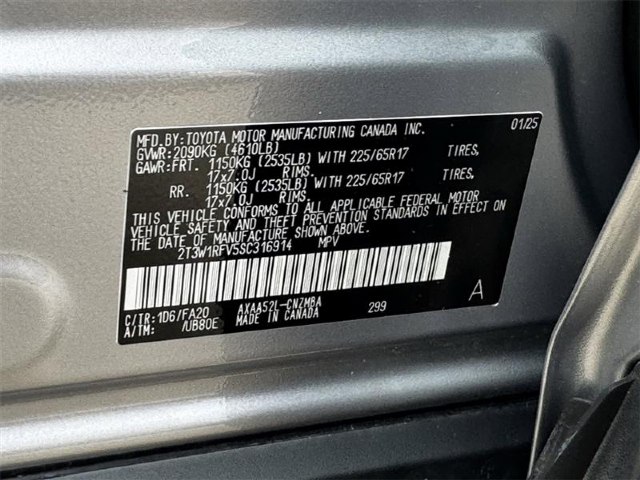 MFD. BY: TOYOTA MOTOR MANUFACTURING CANADA INC. 01/25
GVWR: 2090KG (4610LB)
GAWR: FRT. 1150KG (2535LB) WITH 225/65R17 TIRES,
17x7.0J RIMS.
RR. 1150KG (2535LB) WITH 225/65R17 TIRES,
17x7.0J RIMS.
THIS VEHICLE CONFORMS TO ALL APPLICABLE FEDERAL MOTOR
VEHICLE SAFETY AND THEFT PREVENTION STANDARDS IN EFFECT ON
THE DATE OF MANUFACTURE SHOWN ABOVE.
2T3W1RFV5SC316914 MPV
C/TR: 1D6/FA20 AXAA52L-CNZMBA 299 A
A/TM: /UB80E MADE IN CANADA